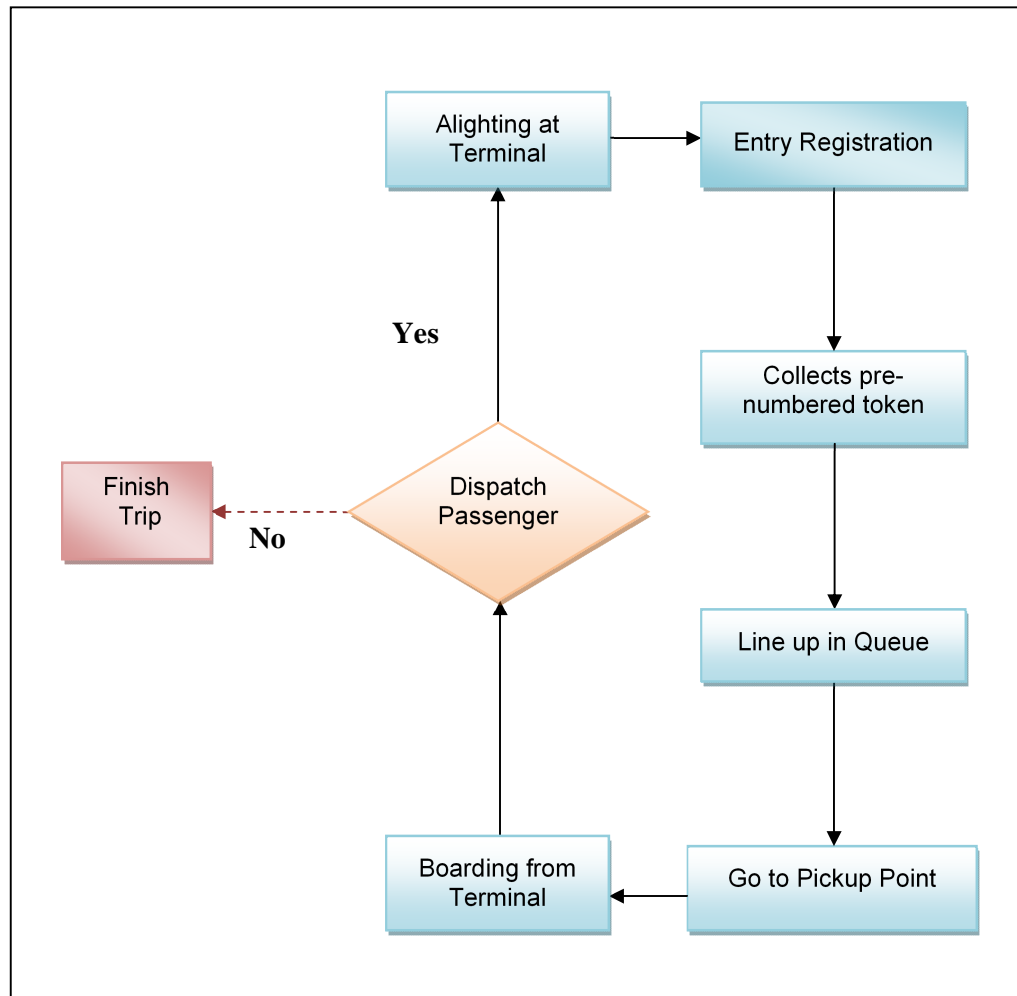 Alighting at
Terminal
Entry Registration
Yes
Collects pre-
numbered token
Finish
Trip
No
Dispatch
Passenger
Line up in Queue
Boarding from
Terminal
Go to Pickup Point